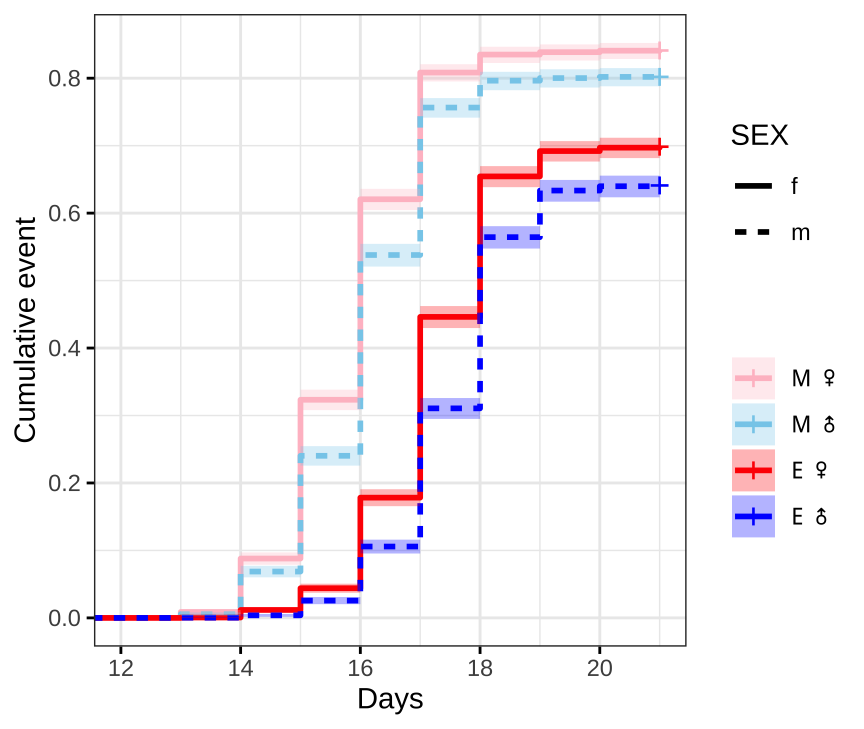 Cumulative event
0.8
0.6
0.4
0.2
0.0
12 14 16 18 20
Days
SEX
f
m
M ♀
M ♂
E ♀
E ♂